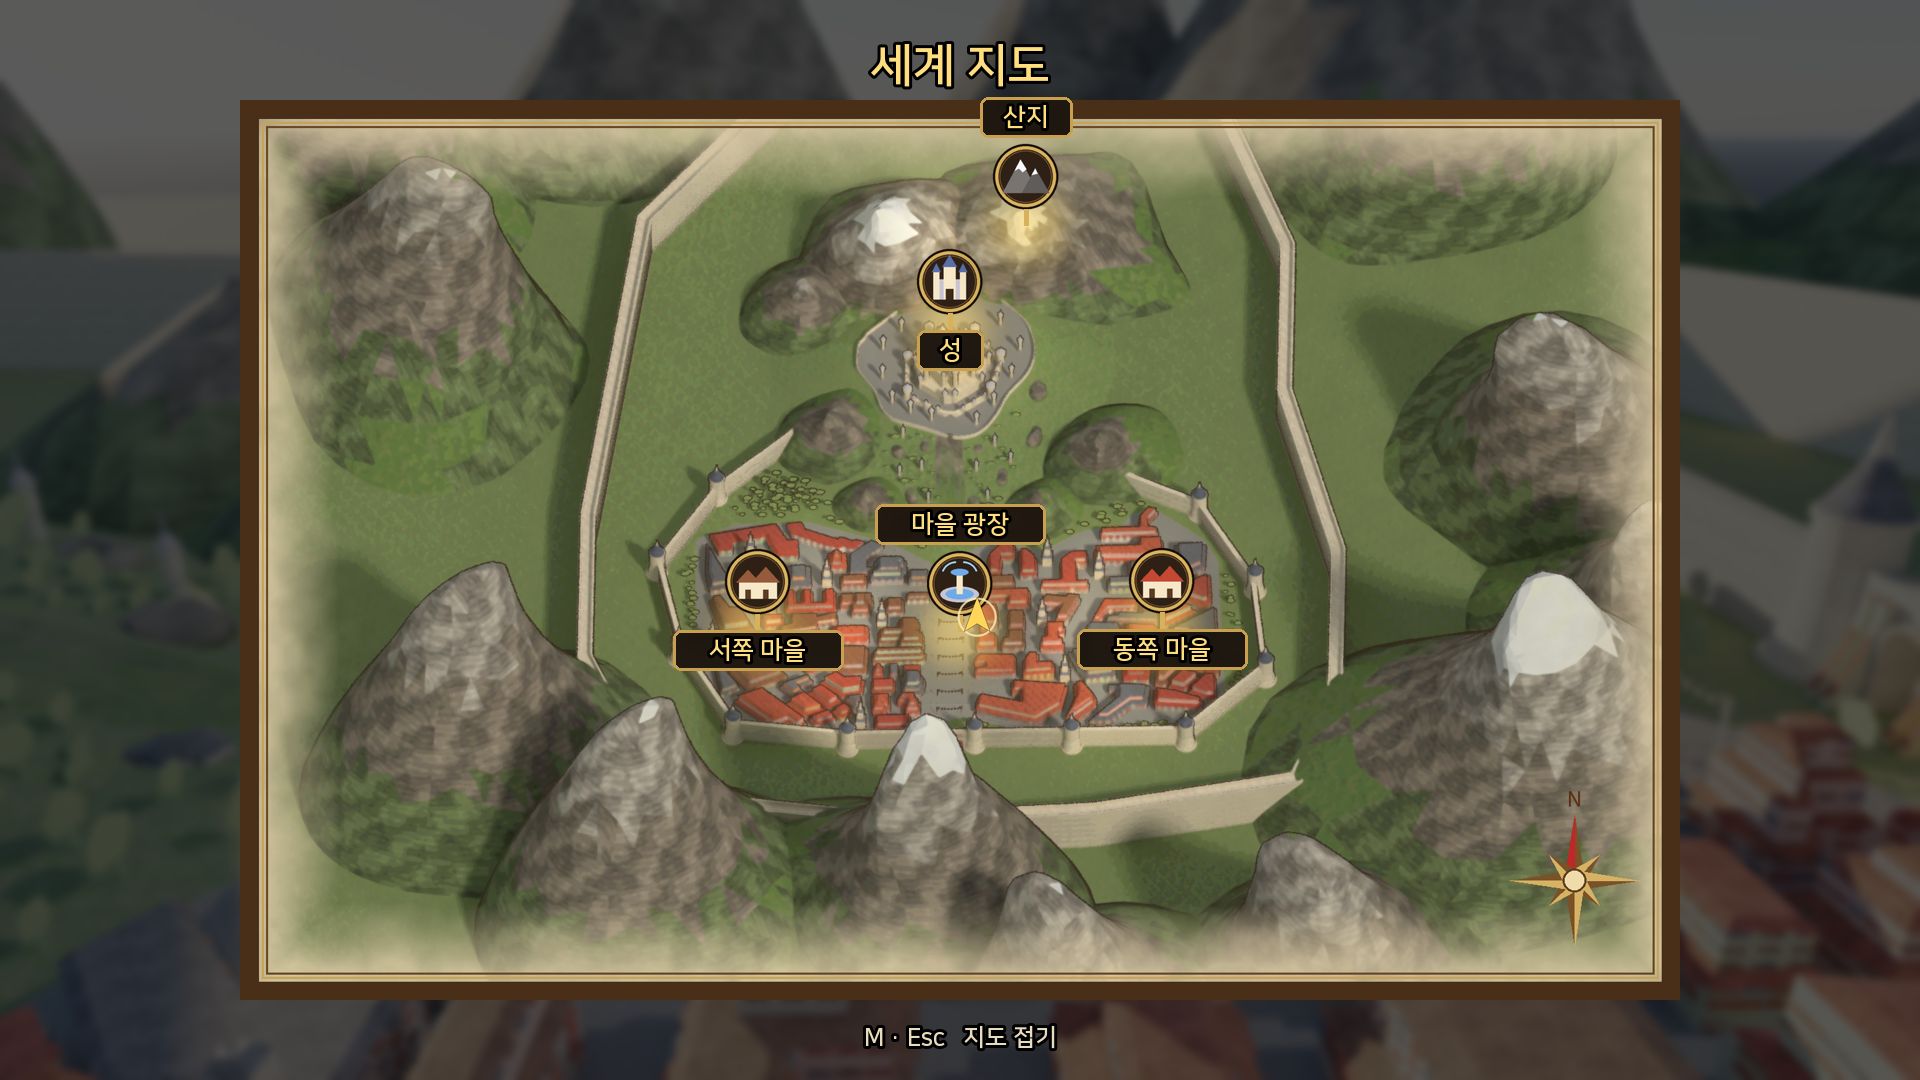 세계 지도
산지
성
마을 광장
서쪽 마을
동쪽 마을
N
M · Esc 지도 접기